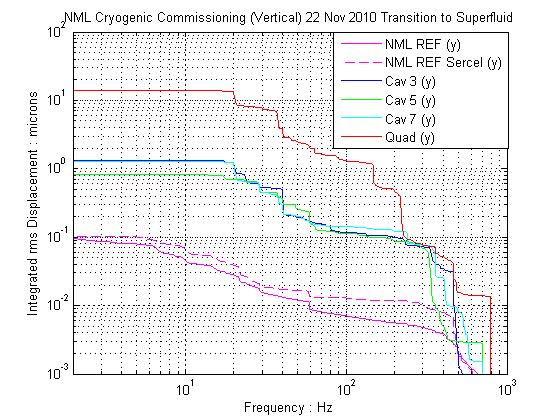 NML Cryogenic Commissioning (Vertical) 22 Nov 2010 Transition to Superfluid
10^2
NML REF (y)
NML REF Sercel (y)
Cav 3 (y)
Cav 5 (y)
Cav 7 (y)
Quad (y)
10^1
10^0
10^-1
10^-2
10^-3
Integrated rms Displacement : microns
10^1
10^2
10^3
Frequency : Hz